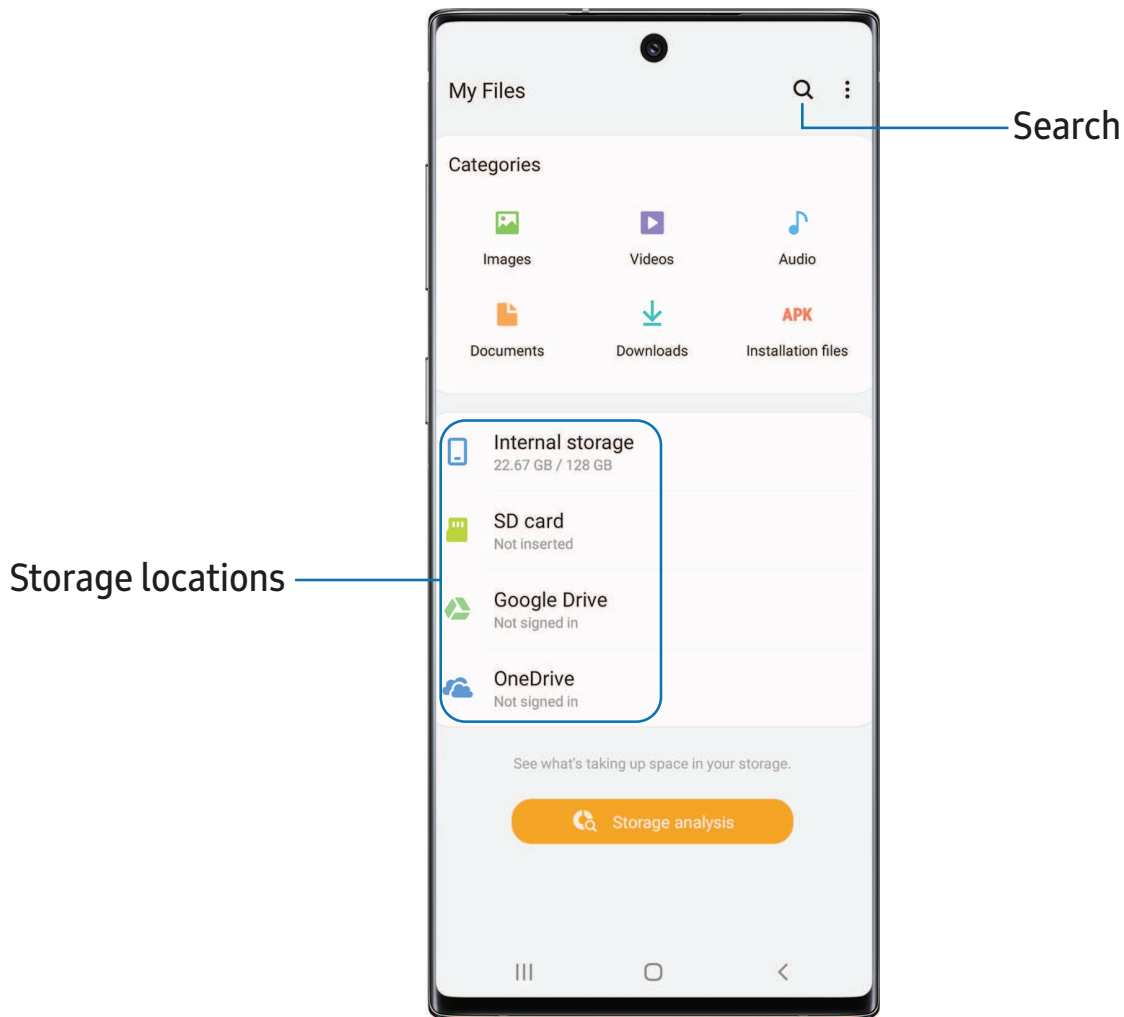 My Files
Search
Categories
Images
Videos
Audio
Documents
Downloads
APK
Installation files
Internal storage
22.67 GB / 128 GB
SD card
Not inserted
Storage locations
Google Drive
Not signed in
OneDrive
Not signed in
See what's taking up space in your storage.
Storage analysis